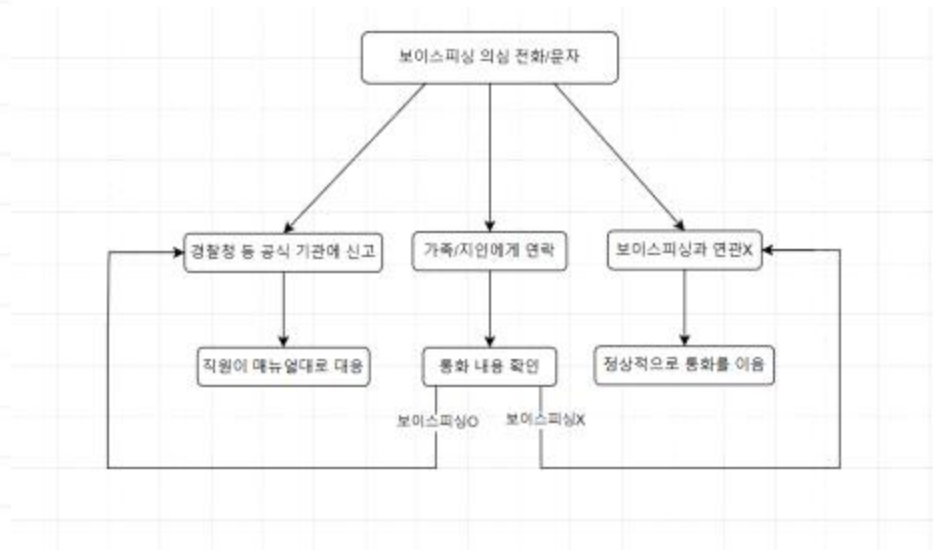 보이스피싱 의심 전화/문자
경찰청 등 공식 기관에 신고
가족/지인에게 연락
보이스피싱과 연관X
직원이 매뉴얼대로 대응
통화 내용 확인
정상적으로 통화를 이음
보이스피싱O
보이스피싱X